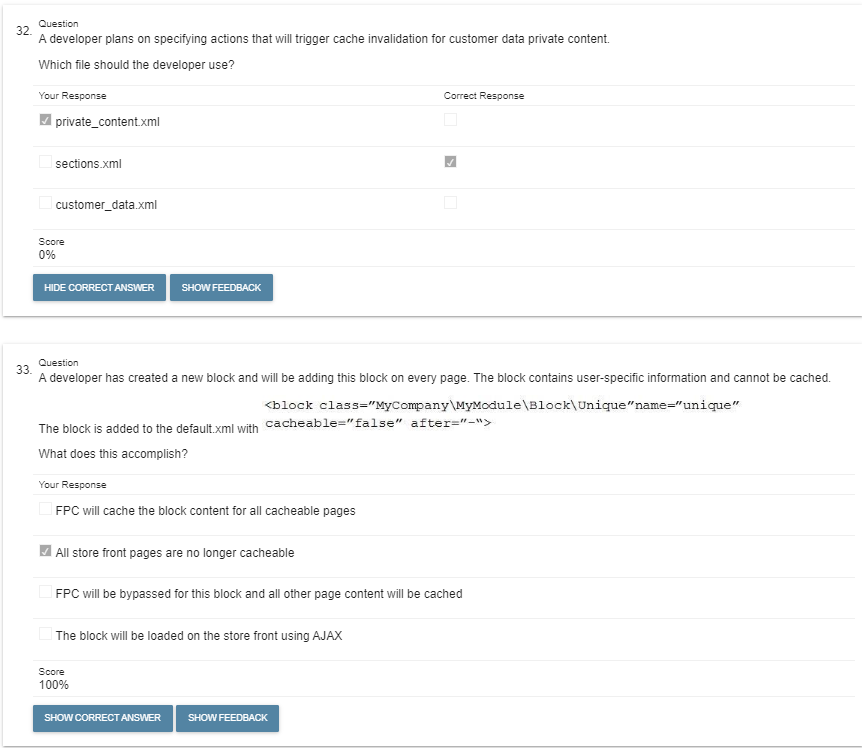 32. Question
A developer plans on specifying actions that will trigger cache invalidation for customer data private content.
Which file should the developer use?
Your Response Correct Response
private_content.xml
sections.xml
customer_data.xml
Score
0%
HIDE CORRECT ANSWER SHOW FEEDBACK
33. Question
A developer has created a new block and will be adding this block on every page. The block contains user-specific information and cannot be cached.
<block class=”MyCompany\MyModule\Block\Unique”name=”unique”
The block is added to the default.xml with cacheable=”false” after=”-“>
What does this accomplish?
Your Response
FPC will cache the block content for all cacheable pages
All store front pages are no longer cacheable
FPC will be bypassed for this block and all other page content will be cached
The block will be loaded on the store front using AJAX
Score
100%
SHOW CORRECT ANSWER SHOW FEEDBACK